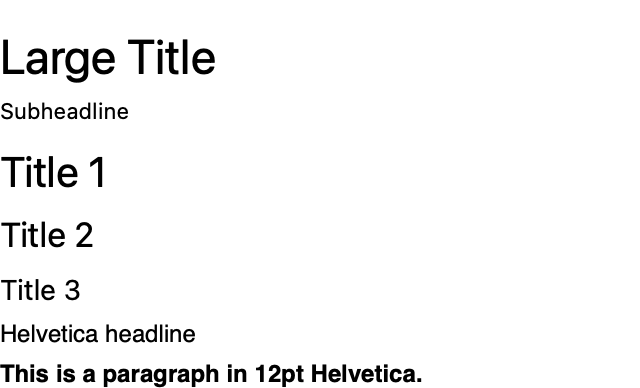 Large Title
Subheadline
Title 1
Title 2
Title 3
Helvetica headline
This is a paragraph in 12pt Helvetica.